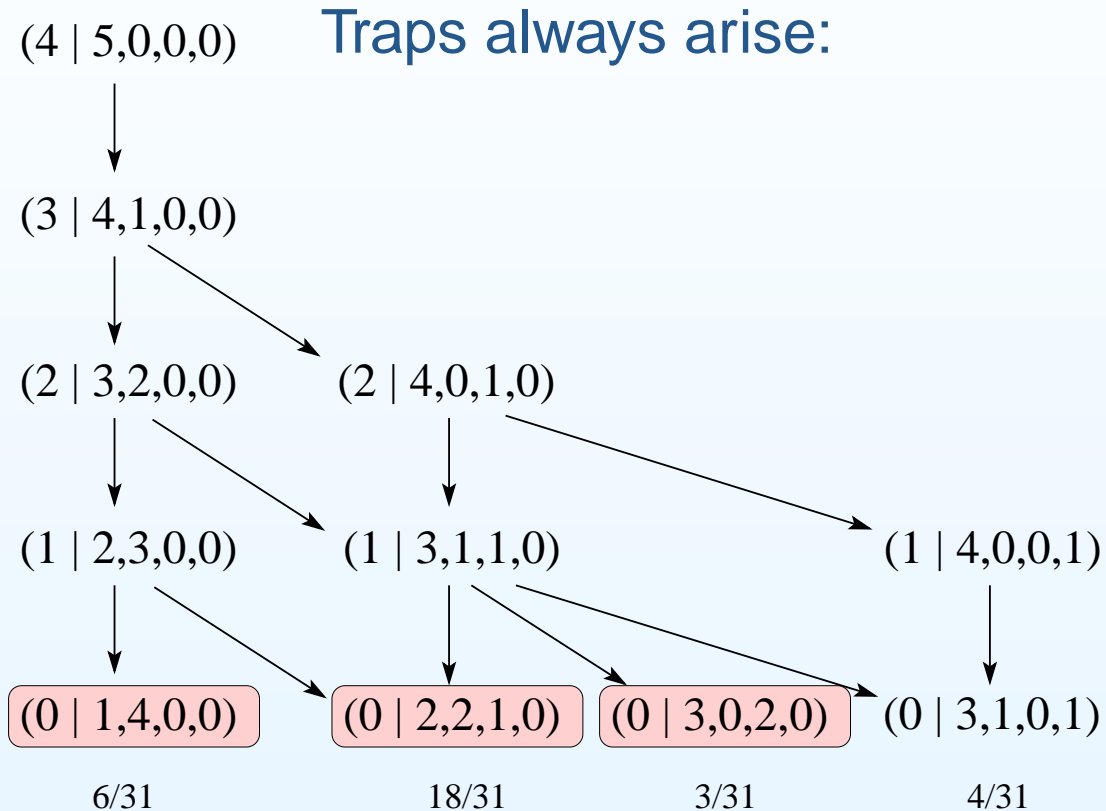 Traps always arise:
(4 | 5,0,0,0)
(3 | 4,1,0,0)
(2 | 3,2,0,0) (2 | 4,0,1,0)
(1 | 2,3,0,0) (1 | 3,1,1,0) (1 | 4,0,0,1)
(0 | 1,4,0,0) (0 | 2,2,1,0) (0 | 3,0,2,0) (0 | 3,1,0,1)
6/31 18/31 3/31 4/31